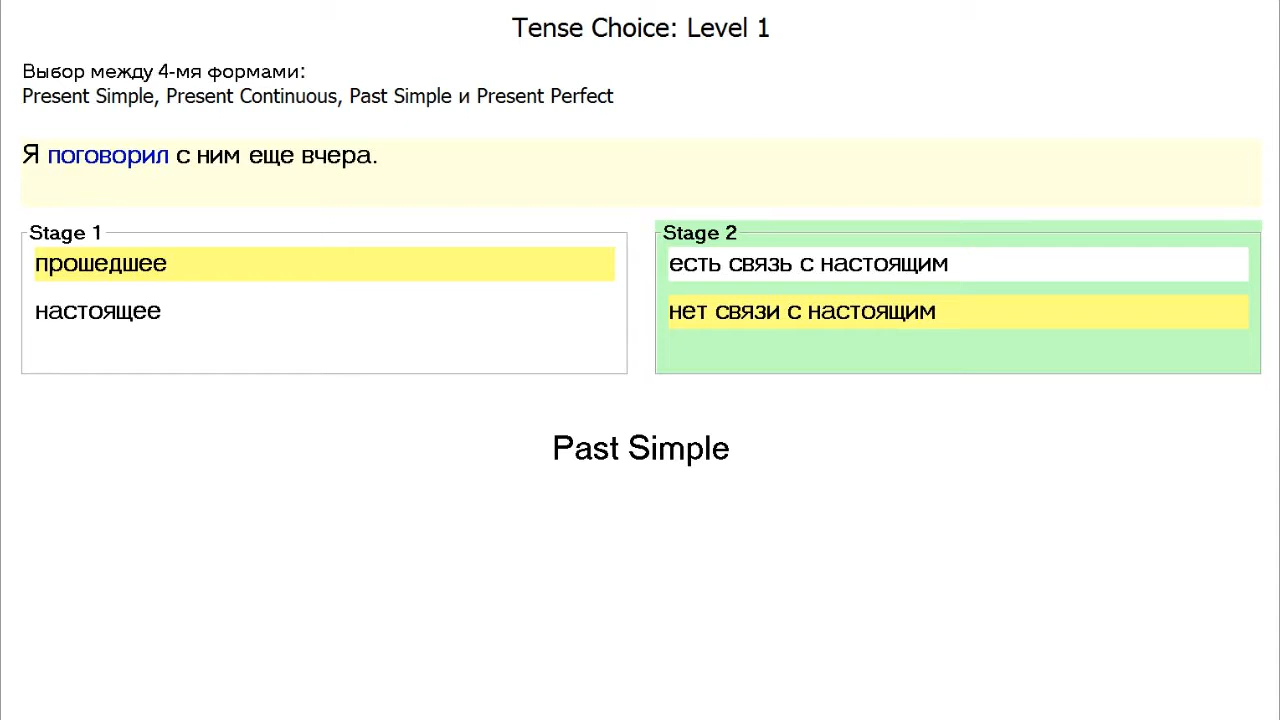 Tense Choice: Level 1
Выбор между 4-мя формами:
Present Simple, Present Continuous, Past Simple и Present Perfect
Я поговорил с ним еще вчера.
Stage 1
прошедшее
настоящее
Stage 2
есть связь с настоящим
нет связи с настоящим
Past Simple